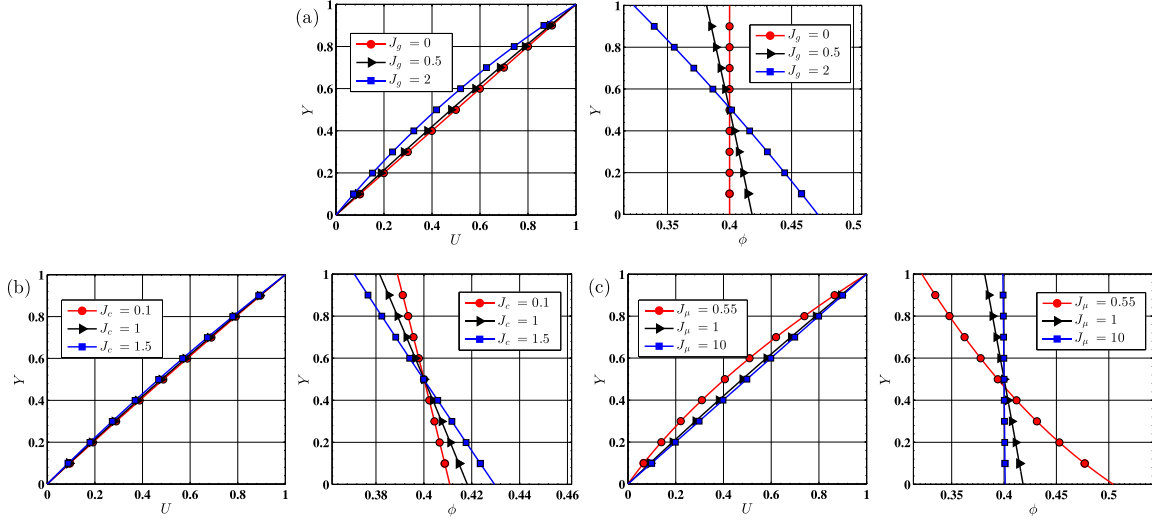 (a)
Y
1
0.8
0.6
0.4
0.2
0
J_g = 0
J_g = 0.5
J_g = 2
0 0.2 0.4 0.6 0.8 1
U
Y
1
0.8
0.6
0.4
0.2
0
J_g = 0
J_g = 0.5
J_g = 2
0.35 0.4 0.45 0.5
ϕ
(b)
Y
1
0.8
0.6
0.4
0.2
0
J_c = 0.1
J_c = 1
J_c = 1.5
0 0.2 0.4 0.6 0.8 1
U
Y
1
0.8
0.6
0.4
0.2
0
J_c = 0.1
J_c = 1
J_c = 1.5
0.38 0.4 0.42 0.44 0.46
ϕ
(c)
Y
1
0.8
0.6
0.4
0.2
0
J_μ = 0.55
J_μ = 1
J_μ = 10
0 0.2 0.4 0.6 0.8 1
U
Y
1
0.8
0.6
0.4
0.2
0
J_μ = 0.55
J_μ = 1
J_μ = 10
0.35 0.4 0.45 0.5
ϕ